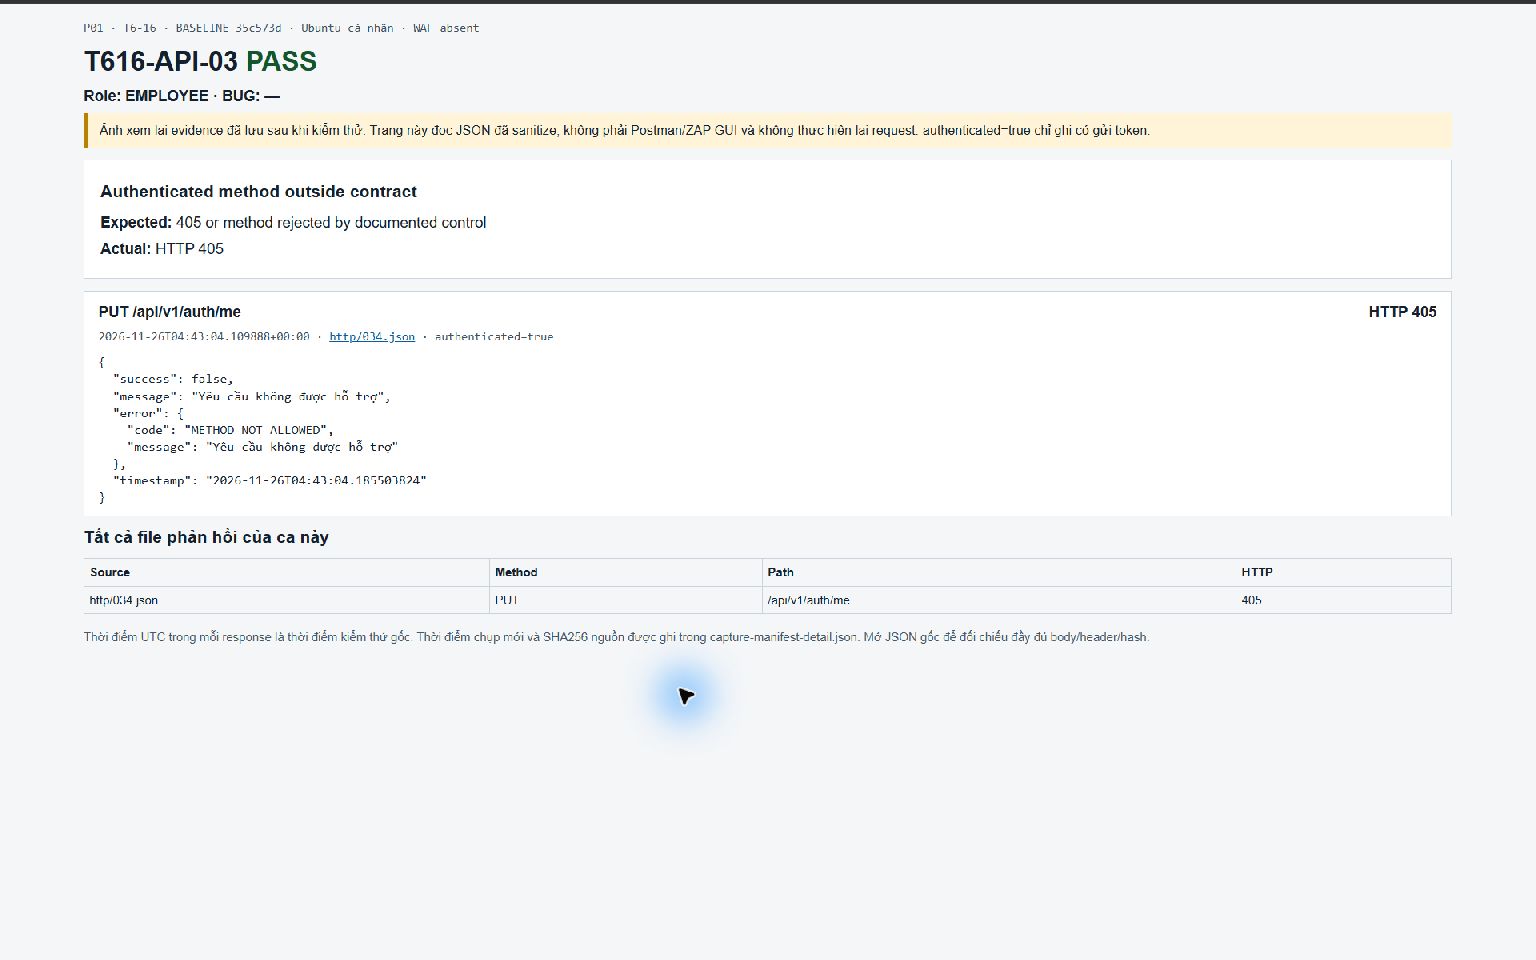 P01 · T6-16 · BASELINE 35c573d · Ubuntu cá nhân · WAF absent
T616-API-03 PASS
Role: EMPLOYEE · BUG: —
Ảnh xem lại evidence đã lưu sau khi kiểm thử. Trang này đọc JSON đã sanitize, không phải Postman/ZAP GUI và không thực hiện lại request. authenticated=true chỉ ghi có gửi token.
Authenticated method outside contract
Expected: 405 or method rejected by documented control
Actual: HTTP 405
PUT /api/v1/auth/me HTTP 405
2026-11-26T04:43:04.109888+00:00 · http/034.json · authenticated=true
{
"success": false,
"message": "Yêu cầu không được hỗ trợ",
"error": {
"code": "METHOD_NOT_ALLOWED",
"message": "Yêu cầu không được hỗ trợ"
},
"timestamp": "2026-11-26T04:43:04.185503824"
}
Tất cả file phản hồi của ca này
Source Method Path HTTP
http/034.json PUT /api/v1/auth/me 405
Thời điểm UTC trong mỗi response là thời điểm kiểm thử gốc. Thời điểm chụp mới và SHA256 nguồn được ghi trong capture-manifest-detail.json. Mở JSON gốc để đối chiếu đầy đủ body/header/hash.